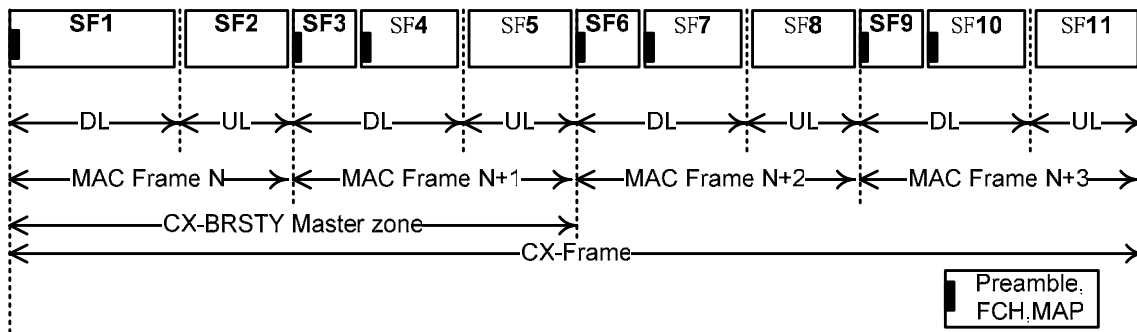 SF1 SF2 SF3 SF4 SF5 SF6 SF7 SF8 SF9 SF10 SF11
DL UL DL UL DL UL DL UL
MAC Frame N MAC Frame N+1 MAC Frame N+2 MAC Frame N+3
CX-BRSTY Master zone
CX-Frame
Preamble,
FCH,MAP